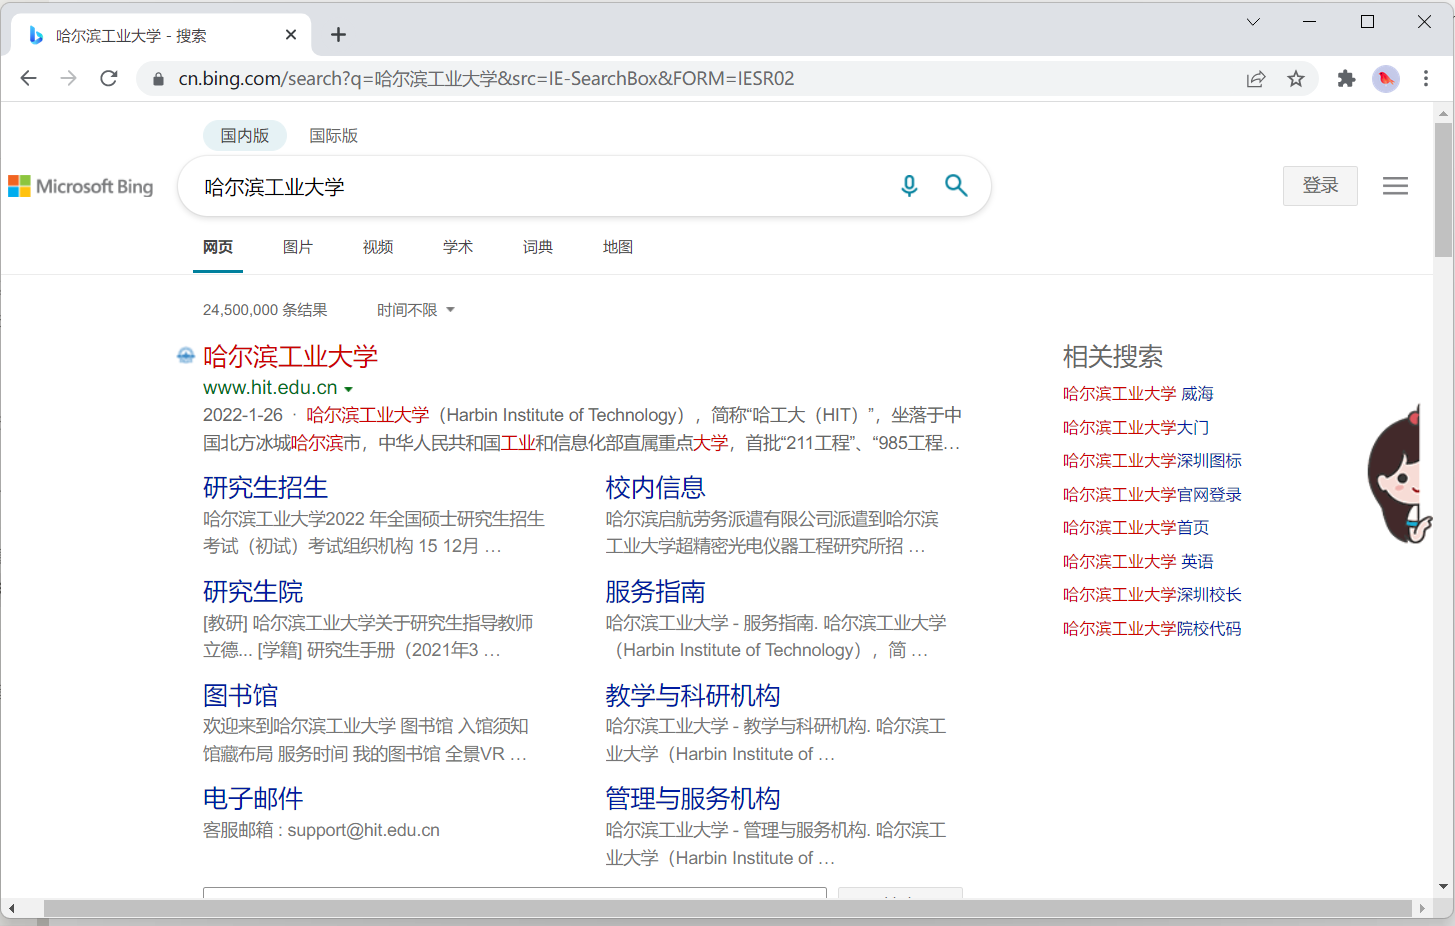 哈尔滨工业大学 - 搜索
cn.bing.com/search?q=哈尔滨工业大学&src=IE-SearchBox&FORM=IESR02
国内版 国际版
Microsoft Bing
哈尔滨工业大学
登录
网页 图片 视频 学术 词典 地图
24,500,000 条结果 时间不限
哈尔滨工业大学
www.hit.edu.cn
2022-1-26 · 哈尔滨工业大学（Harbin Institute of Technology），简称“哈工大（HIT）”，坐落于中
国北方冰城哈尔滨市，中华人民共和国工业和信息化部直属重点大学，首批“211工程”、“985工程…
研究生招生
哈尔滨工业大学2022 年全国硕士研究生招生
考试（初试）考试组织机构 15 12月 …
校内信息
哈尔滨启航劳务派遣有限公司派遣到哈尔滨
工业大学超精密光电仪器工程研究所招 …
研究生院
[教研] 哈尔滨工业大学关于研究生指导教师
立德... [学籍] 研究生手册（2021年3 …
服务指南
哈尔滨工业大学 - 服务指南. 哈尔滨工业大学
（Harbin Institute of Technology），简 …
图书馆
欢迎来到哈尔滨工业大学 图书馆 入馆须知
馆藏布局 服务时间 我的图书馆 全景VR …
教学与科研机构
哈尔滨工业大学 - 教学与科研机构. 哈尔滨工
业大学（Harbin Institute of …
电子邮件
客服邮箱 : support@hit.edu.cn
管理与服务机构
哈尔滨工业大学 - 管理与服务机构. 哈尔滨工
业大学（Harbin Institute of …
相关搜索
哈尔滨工业大学 威海
哈尔滨工业大学大门
哈尔滨工业大学深圳图标
哈尔滨工业大学官网登录
哈尔滨工业大学首页
哈尔滨工业大学 英语
哈尔滨工业大学深圳校长
哈尔滨工业大学院校代码